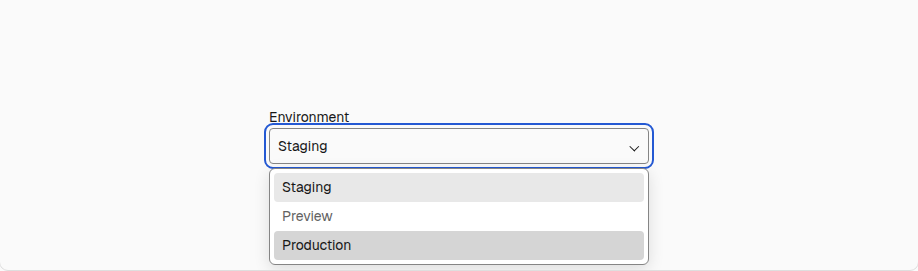 Environment
Staging
Staging
Preview
Production